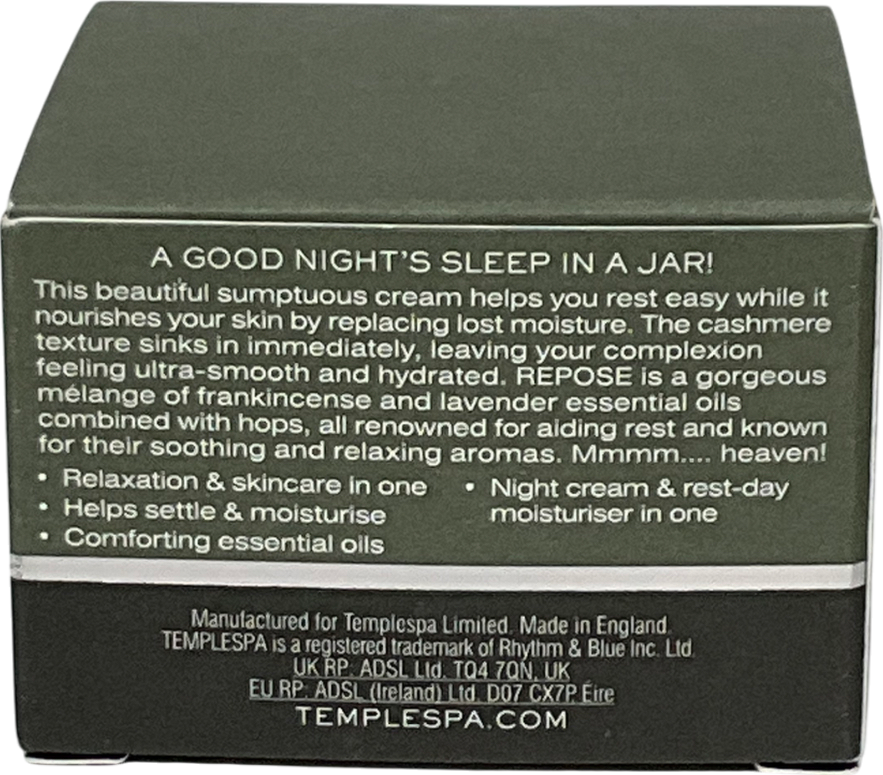 A GOOD NIGHT'S SLEEP IN A JAR!
This beautiful sumptuous cream helps you rest easy while it
nourishes your skin by replacing lost moisture. The cashmere
texture sinks in immediately, leaving your complexion
feeling ultra-smooth and hydrated. REPOSE is a gorgeous
mélange of frankincense and lavender essential oils
combined with hops, all renowned for aiding rest and known
for their soothing and relaxing aromas. Mmmm.... heaven!
• Relaxation & skincare in one
• Helps settle & moisturise
• Comforting essential oils
• Night cream & rest-day
moisturiser in one
Manufactured for Templespa Limited. Made in England.
TEMPLESPA is a registered trademark of Rhythm & Blue Inc. Ltd.
UK RP: ADSL Ltd. TQ4 7QN, UK
EU RP: ADSL (Ireland) Ltd. D07 CX7P Éire
TEMPLESPA.COM